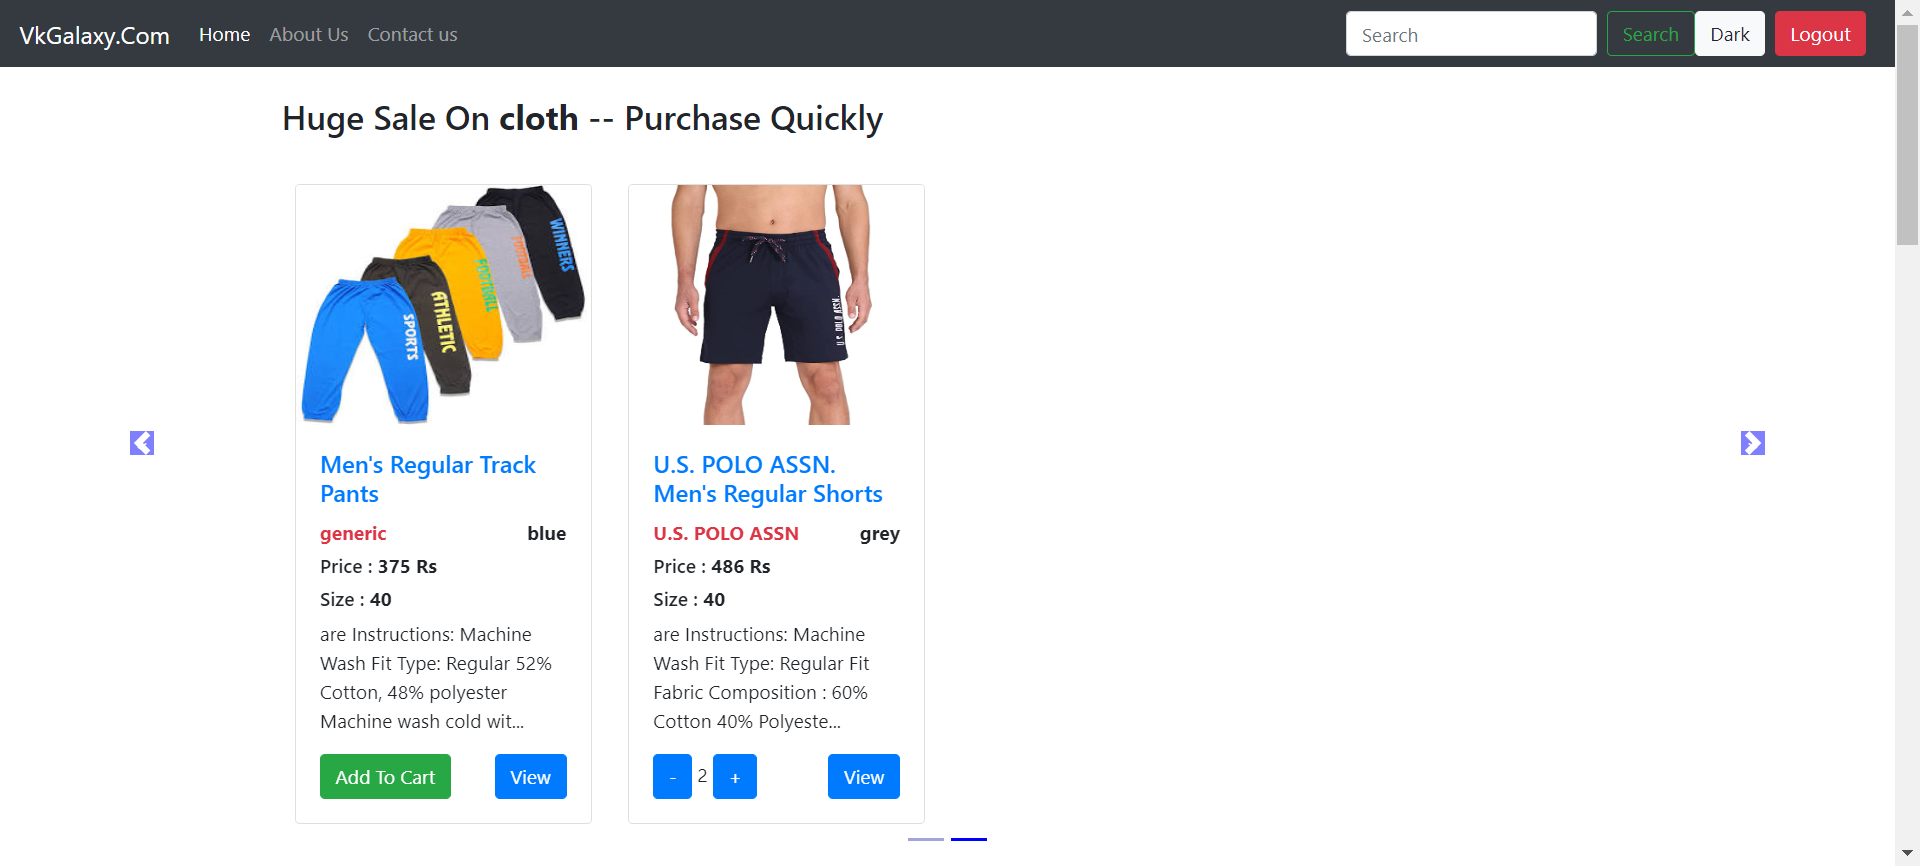 VkGalaxy.Com Home About Us Contact us Search Search Dark Logout
Huge Sale On cloth -- Purchase Quickly
WINNERS
FOOTBALL
FOOTBALL
ATHLETIC
SPORTS
U.S. POLO ASSN.
Men's Regular Track
Pants
generic blue
Price : 375 Rs
Size : 40
are Instructions: Machine
Wash Fit Type: Regular 52%
Cotton, 48% polyester
Machine wash cold wit...
Add To Cart View
U.S. POLO ASSN.
Men's Regular Shorts
U.S. POLO ASSN grey
Price : 486 Rs
Size : 40
are Instructions: Machine
Wash Fit Type: Regular Fit
Fabric Composition : 60%
Cotton 40% Polyeste...
- 2 + View